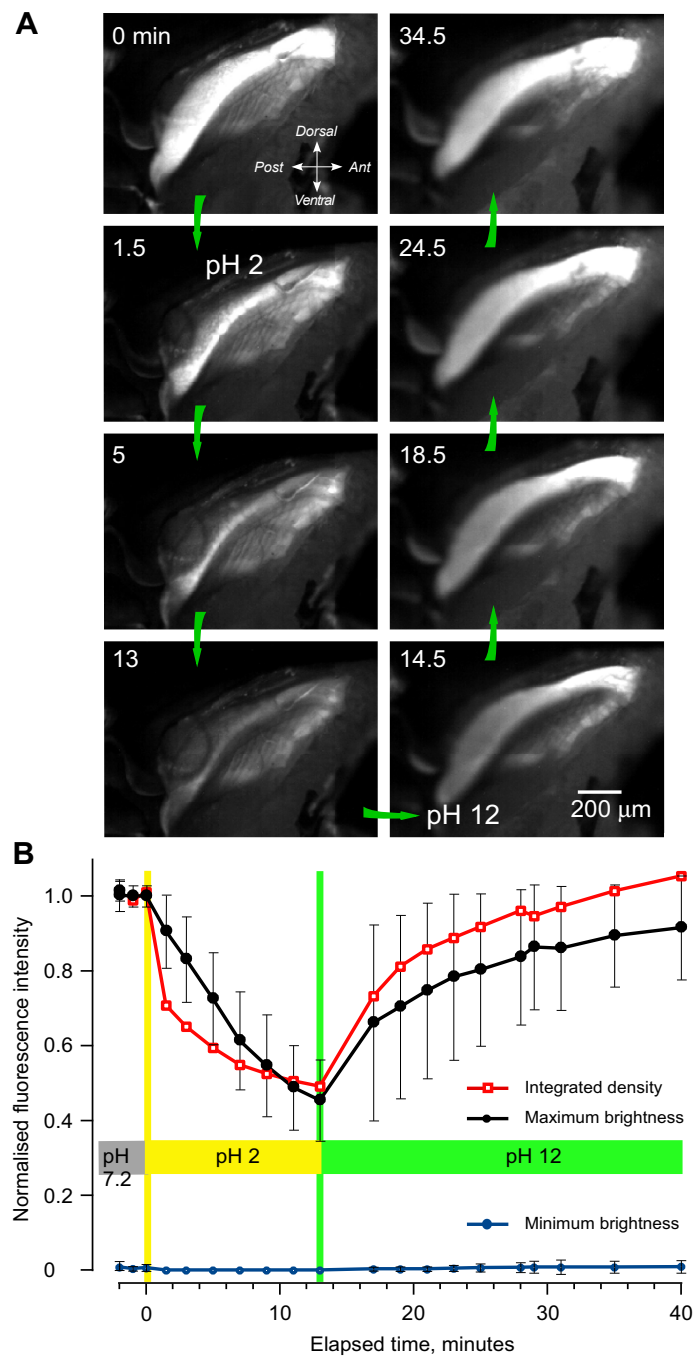 A
0 min
Dorsal
Post
Ant
Ventral
34.5
1.5
pH 2
24.5
5
18.5
13
14.5
pH 12
200 µm
B
Normalised fluorescence intensity
1.0
0.8
0.6
0.4
0.2
0
Integrated density
Maximum brightness
pH
7.2
pH 2
pH 12
Minimum brightness
0
10
20
30
40
Elapsed time, minutes